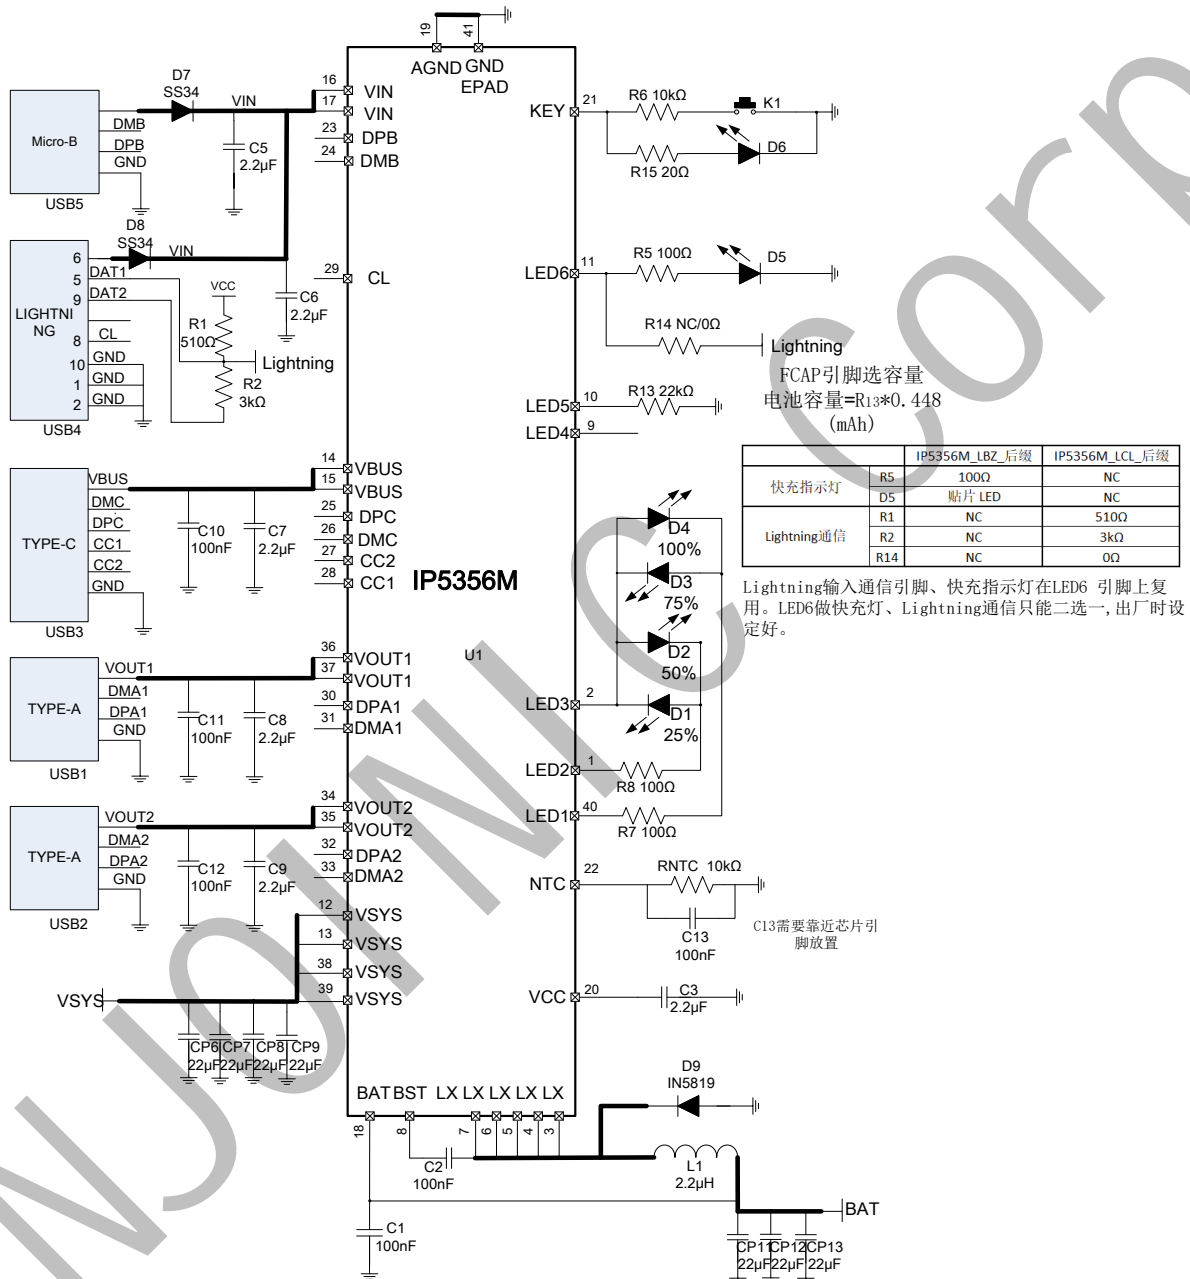 19
41
AGND GND
EPAD
D7
SS34
VIN
Micro-B
DMB
DPB
GND
USB5
C5
2.2μF
16
VIN
17
VIN
23
DPB
24
DMB
D8
SS34
VIN
LIGHTNI
NG
6
5
DAT1
9
DAT2
8
CL
10
GND
1
GND
2
GND
USB4
C6
2.2μF
VCC
R1
510Ω
Lightning
R2
3kΩ
29
CL
KEY
21
R6 10kΩ
K1
R15 20Ω
D6
LED6
11
R5 100Ω
D5
R14 NC/0Ω
Lightning
FCAP引脚选容量
电池容量=R13*0.448
(mAh)
LED5
10
R13 22kΩ
LED4
9
IP5356M_LBZ_后缀
IP5356M_LCL_后缀
快充指示灯
R5
100Ω
NC
D5
贴片 LED
NC
Lightning通信
R1
NC
510Ω
R2
NC
3kΩ
R14
NC
0Ω
Lightning输入通信引脚、快充指示灯在LED6 引脚上复
用。LED6做快充灯、Lightning通信只能二选一,出厂时设
定好。
TYPE-C
VBUS
DMC
DPC
CC1
CC2
GND
USB3
C10
100nF
C7
2.2μF
14
VBUS
15
VBUS
25
DPC
26
DMC
27
CC2
28
CC1
IP5356M
U1
D4
100%
D3
75%
D2
50%
D1
25%
LED3
2
LED2
1
R8 100Ω
LED1
40
R7 100Ω
TYPE-A
VOUT1
DMA1
DPA1
GND
USB1
C11
100nF
C8
2.2μF
36
VOUT1
37
VOUT1
30
DPA1
31
DMA1
TYPE-A
VOUT2
DMA2
DPA2
GND
USB2
C12
100nF
C9
2.2μF
34
VOUT2
35
VOUT2
32
DPA2
33
DMA2
NTC
22
RNTC 10kΩ
C13
100nF
C13需要靠近芯片引
脚放置
12
VSYS
13
VSYS
38
VSYS
39
VSYS
VSYS
CP6 CP7 CP8 CP9
22μF 22μF 22μF 22μF
VCC
20
C3
2.2μF
BAT BST LX LX LX LX LX
18
8
7
6
5
4
3
D9
IN5819
C2
100nF
L1
2.2μH
C1
100nF
BAT
CP11 CP12 CP13
22μF 22μF 22μF
INJOINIC Corp